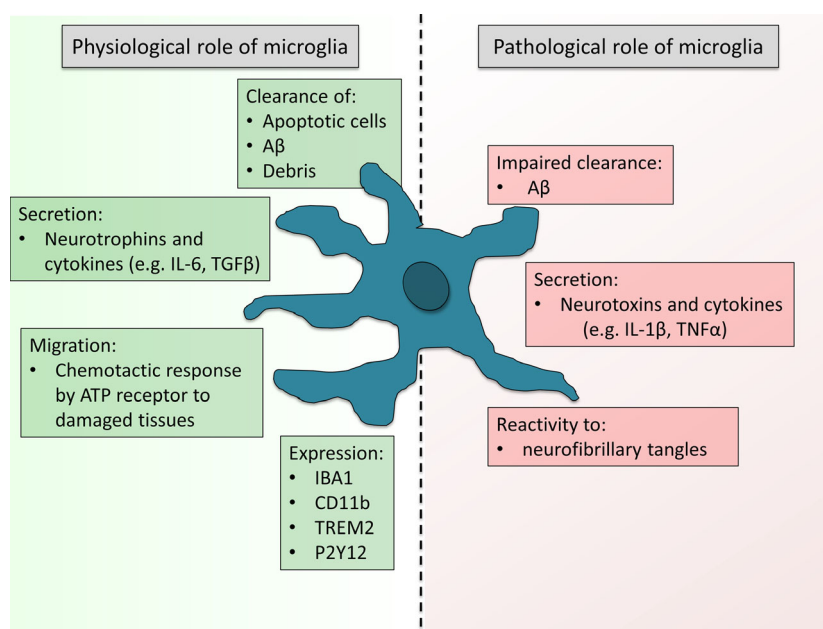 Physiological role of microglia
Pathological role of microglia
Clearance of:
• Apoptotic cells
• Aβ
• Debris
Secretion:
• Neurotrophins and
cytokines (e.g. IL-6, TGFβ)
Migration:
• Chemotactic response
by ATP receptor to
damaged tissues
Expression:
• IBA1
• CD11b
• TREM2
• P2Y12
Impaired clearance:
• Aβ
Secretion:
• Neurotoxins and cytokines
(e.g. IL-1β, TNFα)
Reactivity to:
• neurofibrillary tangles